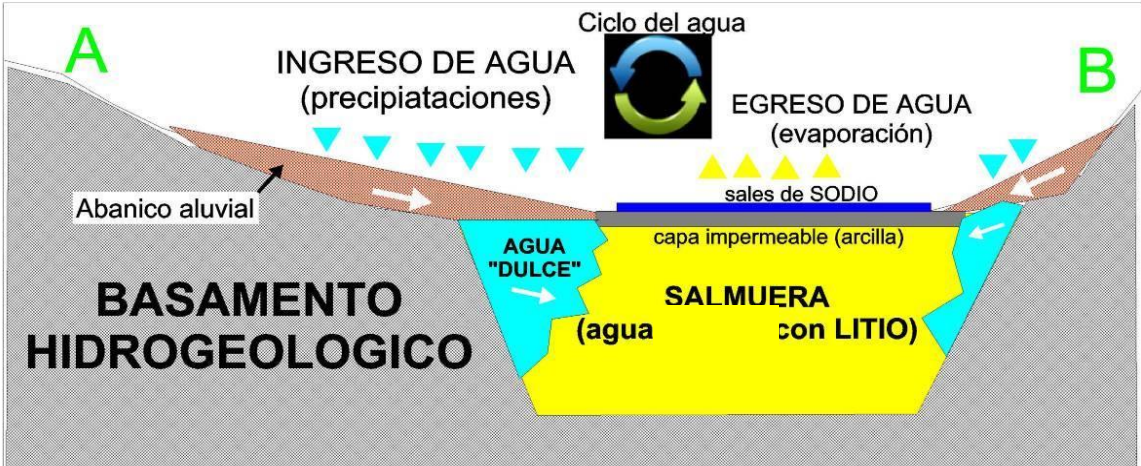 Ciclo del agua
A
INGRESO DE AGUA
(precipiataciones)
B
EGRESO DE AGUA
(evaporación)
sales de SODIO
Abanico aluvial
capa impermeable (arcilla)
AGUA
"DULCE"
BASAMENTO
HIDROGEOLOGICO
SALMUERA
(agua con LITIO)